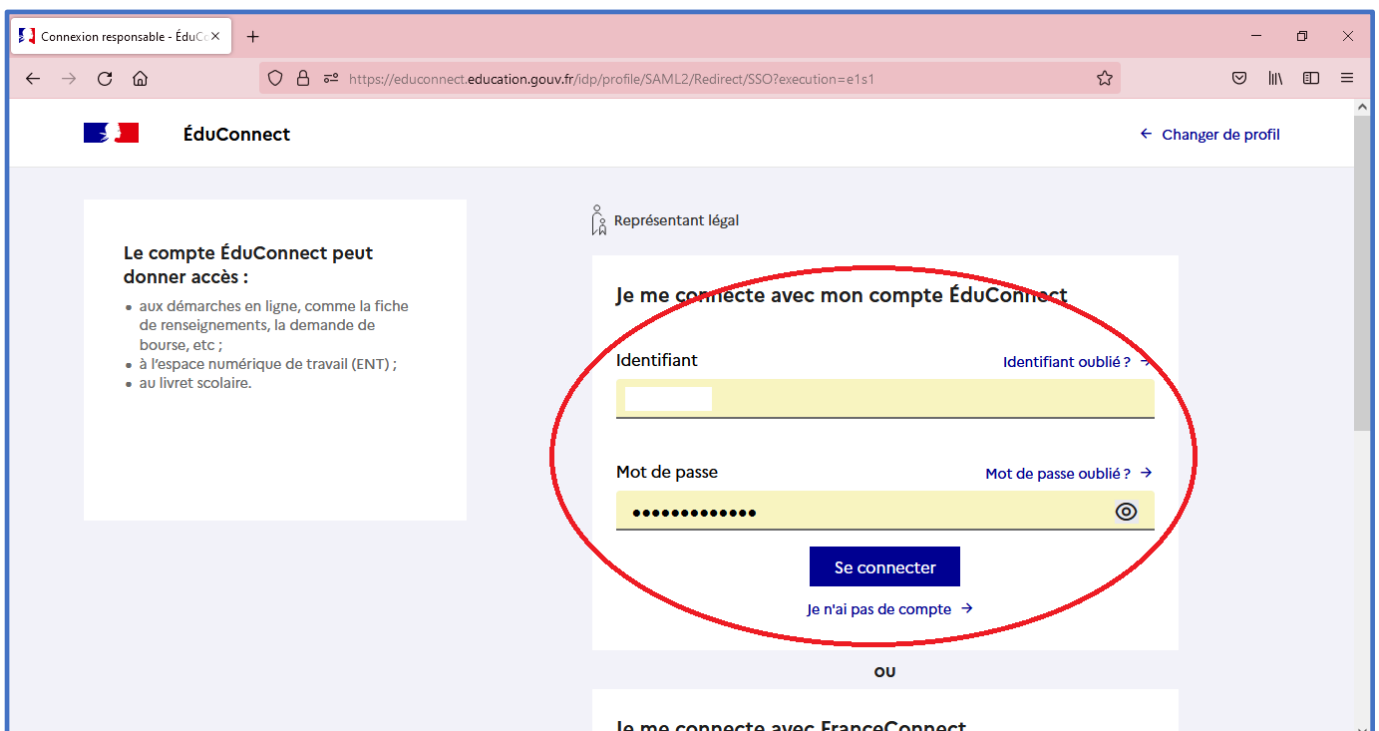 Connexion responsable - ÉduC
https://educonnect.education.gouv.fr/idp/profile/SAML2/Redirect/SSO?execution=e1s1
ÉduConnect
← Changer de profil
Le compte ÉduConnect peut
donner accès :
• aux démarches en ligne, comme la fiche
de renseignements, la demande de
bourse, etc ;
• à l'espace numérique de travail (ENT) ;
• au livret scolaire.
Représentant légal
Je me connecte avec mon compte ÉduConnect
Identifiant
Identifiant oublié ? →
Mot de passe
Mot de passe oublié ? →
•••••••••••••
Se connecter
Je n'ai pas de compte →
OU
Je me connecte avec FranceConnect